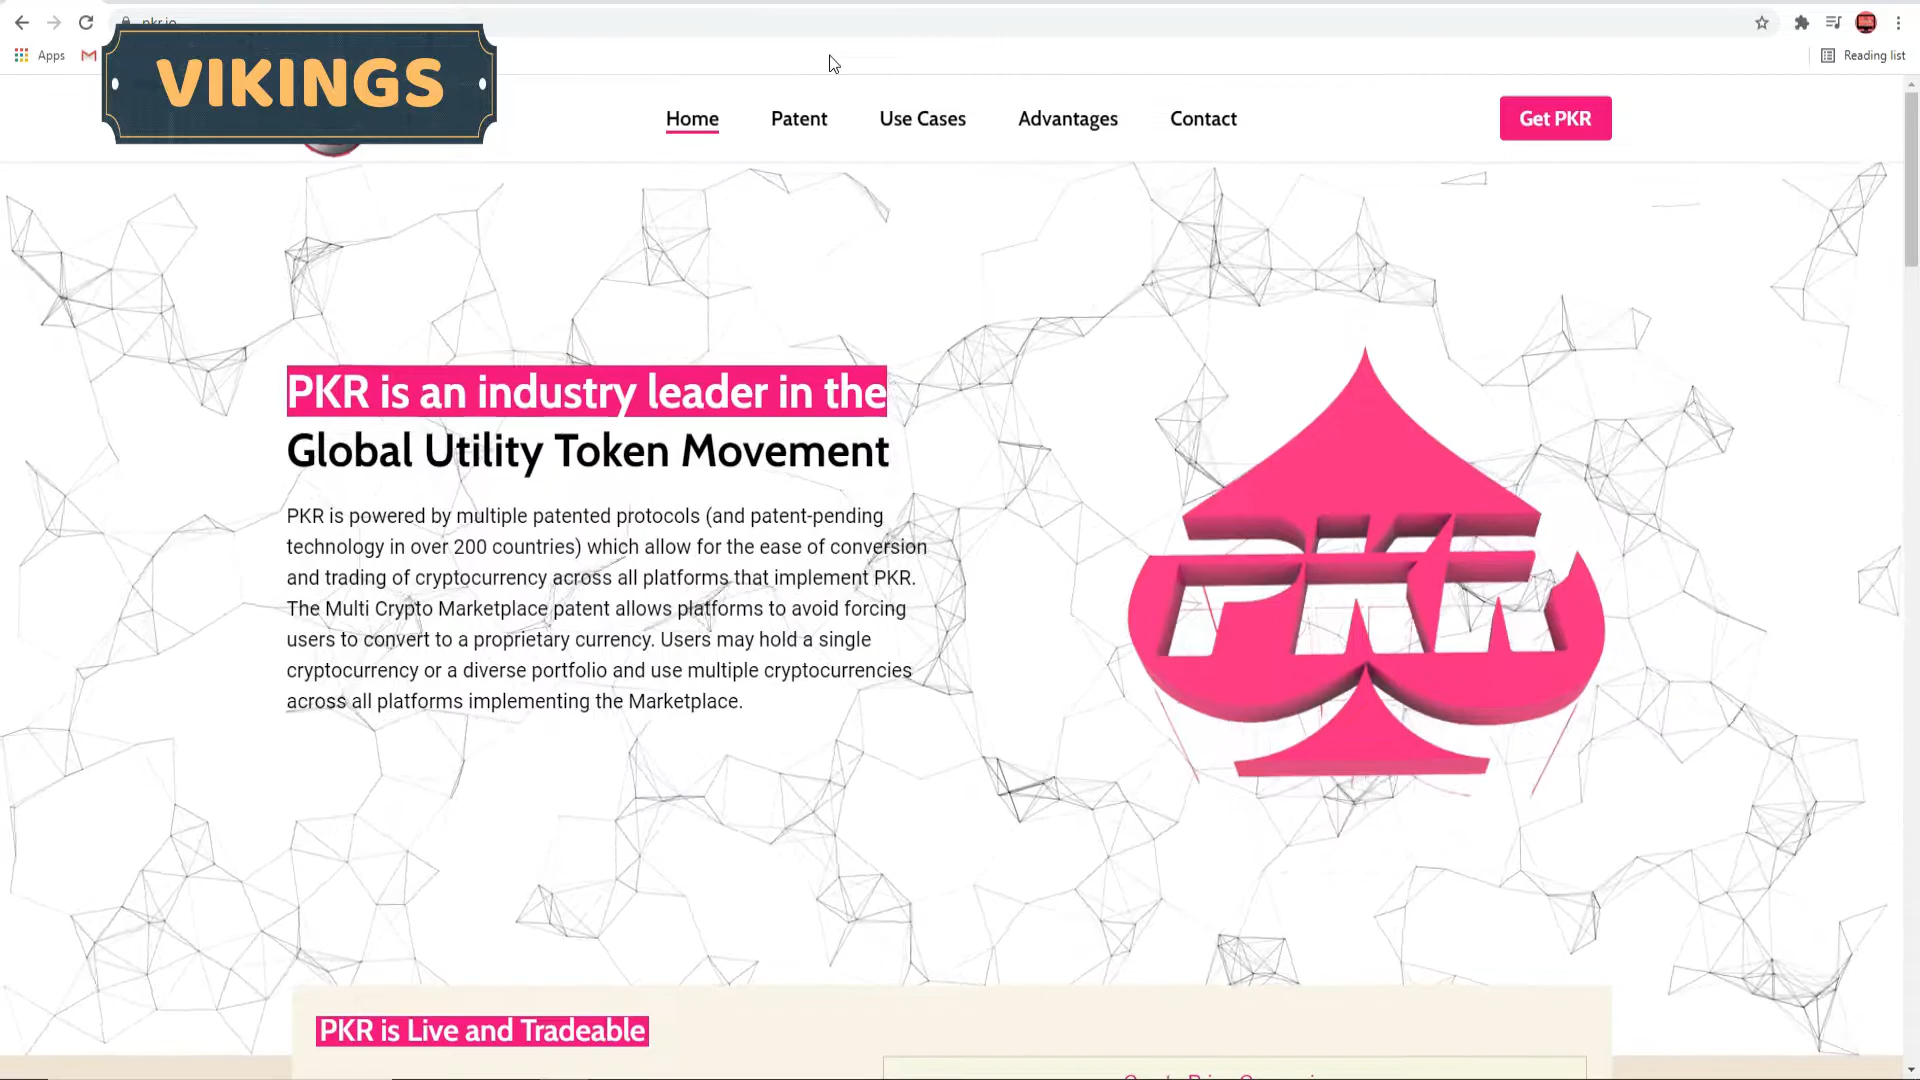 pkr.io
Apps
Reading list
VIKINGS
Home
Patent
Use Cases
Advantages
Contact
Get PKR
PKR is an industry leader in the
Global Utility Token Movement
PKR is powered by multiple patented protocols (and patent-pending
technology in over 200 countries) which allow for the ease of conversion
and trading of cryptocurrency across all platforms that implement PKR.
The Multi Crypto Marketplace patent allows platforms to avoid forcing
users to convert to a proprietary currency. Users may hold a single
cryptocurrency or a diverse portfolio and use multiple cryptocurrencies
across all platforms implementing the Marketplace.
PKR
PKR is Live and Tradeable